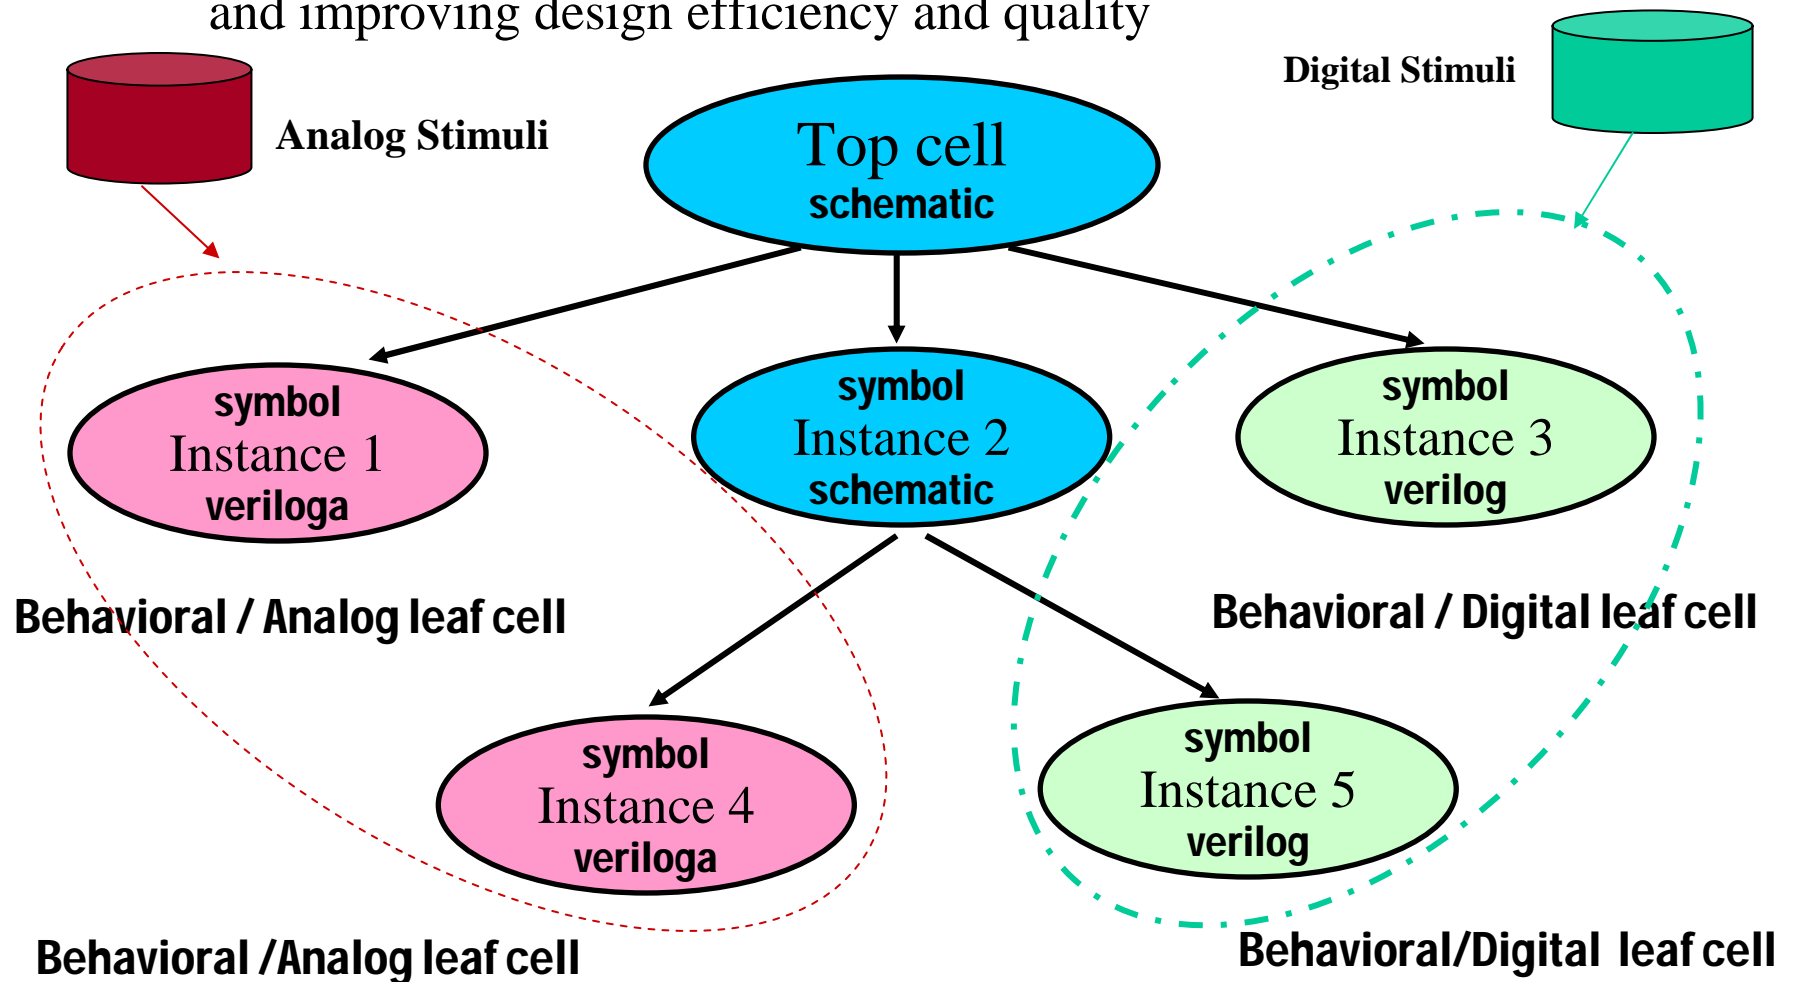 and improving design efficiency and quality
Digital Stimuli
Analog Stimuli
Top cell
schematic
symbol
Instance 1
veriloga
symbol
Instance 2
schematic
symbol
Instance 3
verilog
Behavioral / Analog leaf cell
Behavioral / Digital leaf cell
symbol
Instance 4
veriloga
symbol
Instance 5
verilog
Behavioral /Analog leaf cell
Behavioral/Digital leaf cell